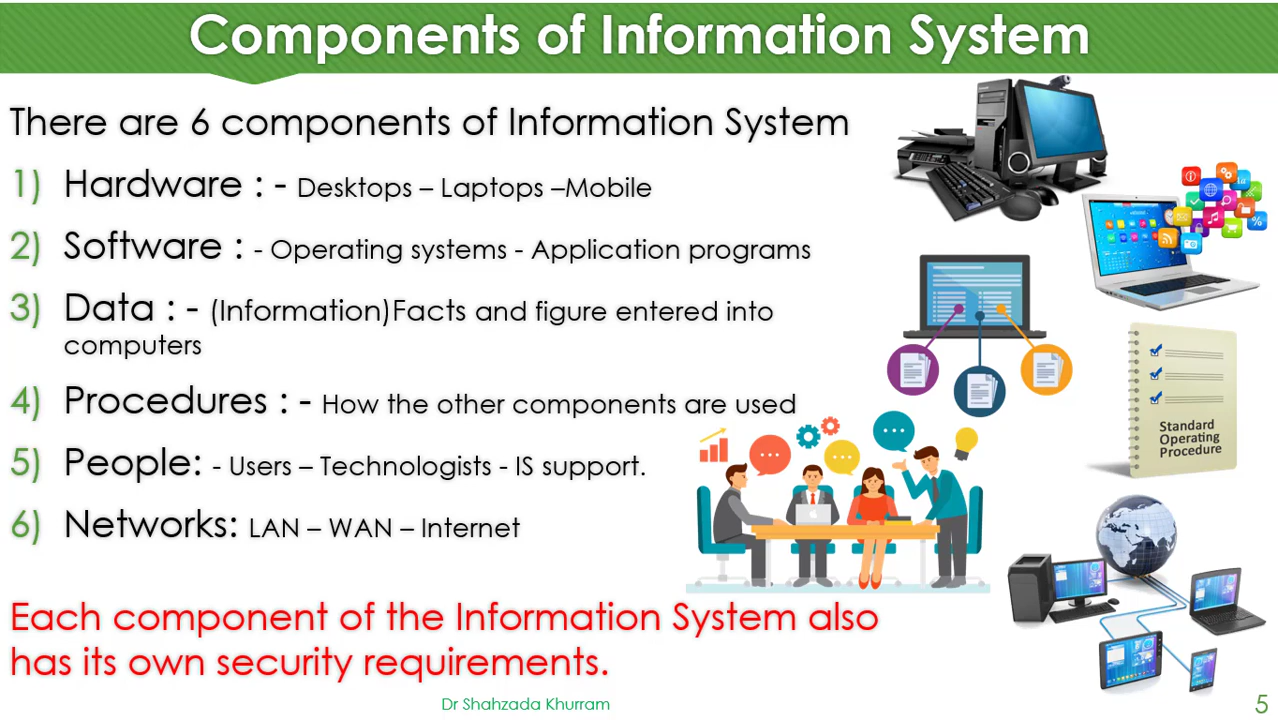 Components of Information System
There are 6 components of Information System
1) Hardware : - Desktops – Laptops –Mobile
2) Software : - Operating systems - Application programs
3) Data : - (Information)Facts and figure entered into
computers
4) Procedures : - How the other components are used
5) People: - Users – Technologists - IS support.
6) Networks: LAN – WAN – Internet
Standard
Operating
Procedure
Each component of the Information System also
has its own security requirements.
Dr Shahzada Khurram
5